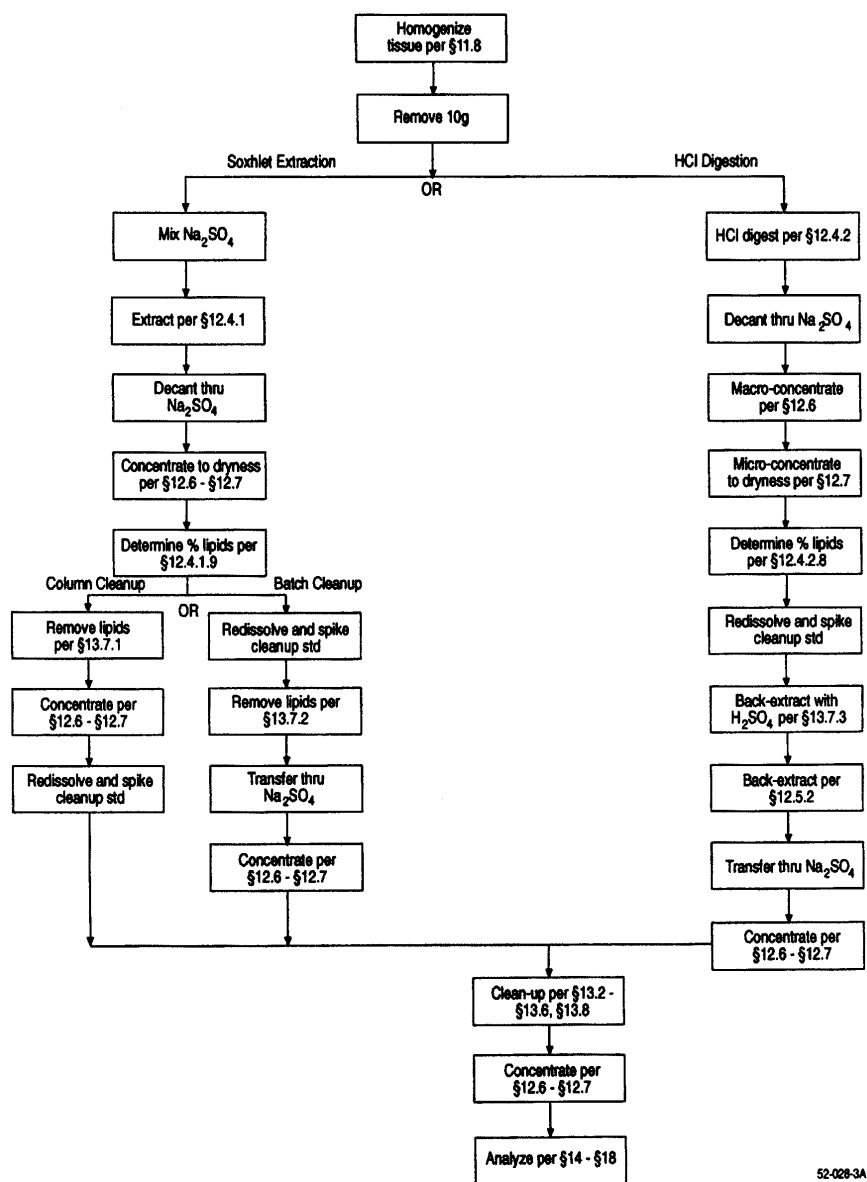 Homogenize
tissue per §11.8
Remove 10g
Soxhlet Extraction
HCl Digestion
OR
Mix Na₂SO₄
Extract per §12.4.1
Decant thru
Na₂SO₄
Concentrate to dryness
per §12.6 - §12.7
Determine % lipids per
§12.4.1.9
Column Cleanup
Batch Cleanup
OR
Remove lipids
per §13.7.1
Concentrate per
§12.6 - §12.7
Redissolve and spike
cleanup std
Redissolve and spike
cleanup std
Remove lipids per
§13.7.2
Transfer thru
Na₂SO₄
Concentrate per
§12.6 - §12.7
HCl digest per §12.4.2
Decant thru Na₂SO₄
Macro-concentrate
per §12.6
Micro-concentrate
to dryness per §12.7
Determine % lipids
per §12.4.2.8
Redissolve and spike
cleanup std
Back-extract with
H₂SO₄ per §13.7.3
Back-extract per
§12.5.2
Transfer thru Na₂SO₄
Concentrate per
§12.6 - §12.7
Clean-up per §13.2 -
§13.6, §13.8
Concentrate per
§12.6 - §12.7
Analyze per §14 - §18
52-028-3A